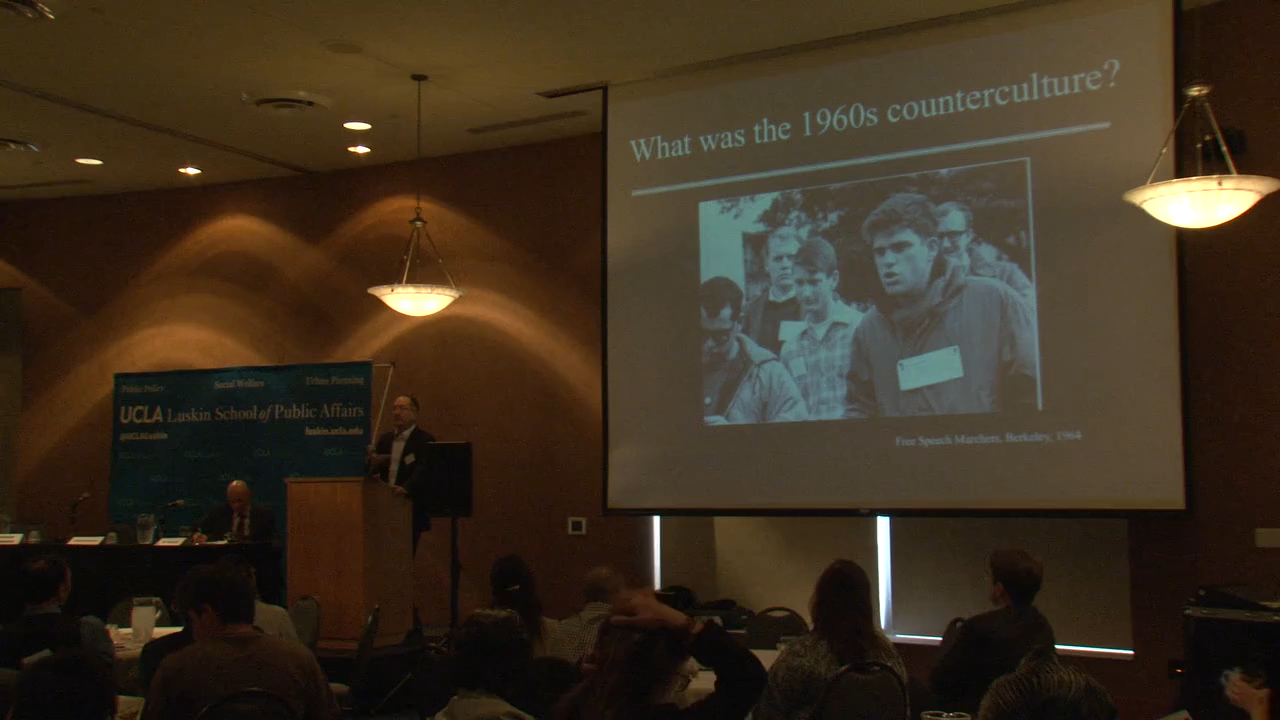 What was the 1960s counterculture?
Free Speech Marchers, Berkeley, 1964
Public Policy Social Welfare Urban Planning
UCLA Luskin School of Public Affairs
@UCLALuskin luskin.ucla.edu